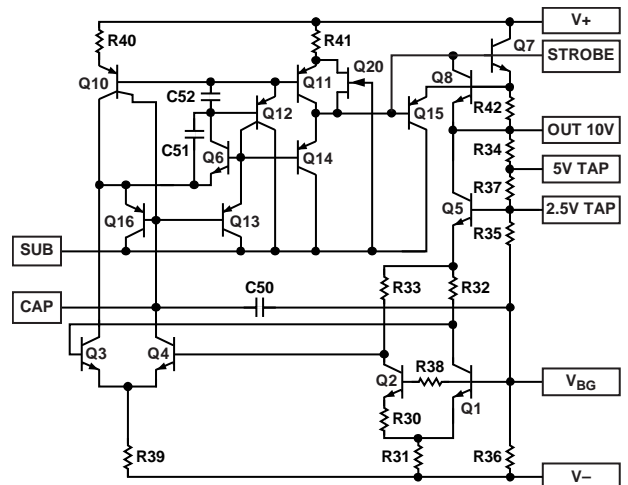 V+
R40
R41
Q7
STROBE
Q20
Q8
Q10
Q11
C52
Q12
Q15
R42
OUT 10V
C51
Q6
Q14
R34
5V TAP
R37
Q16
Q13
Q5
2.5V TAP
R35
SUB
C50
R33
R32
CAP
Q3
Q4
Q2
R38
Q1
VBG
R30
R39
R31
R36
V–